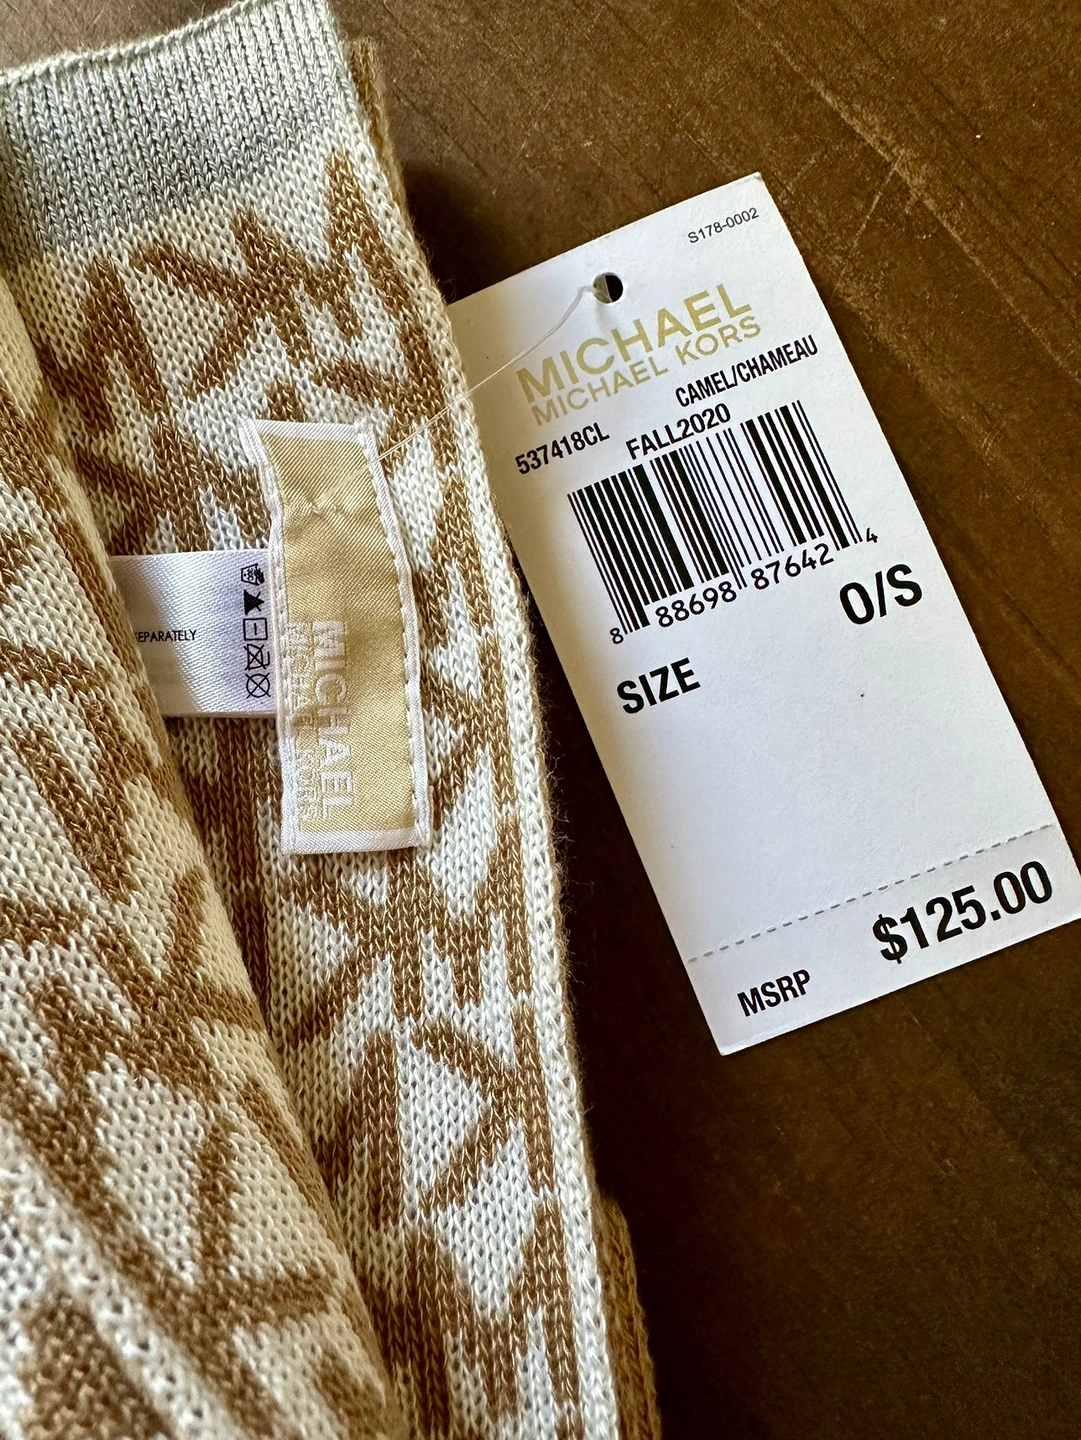 S178-0002
MICHAEL
MICHAEL KORS
CAMEL/CHAMEAU
537418CL FALL2020
8 88698 87642 4
O/S
SIZE
$125.00
MSRP
MICHAEL
MICHAEL KORS
EPARATELY